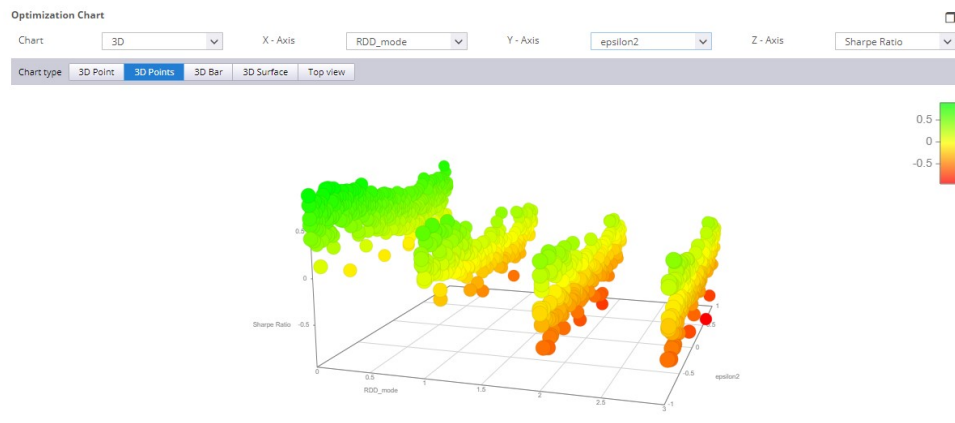 Optimization Chart
Chart 3D X - Axis RDD_mode Y - Axis epsilon2 Z - Axis Sharpe Ratio
Chart type 3D Point 3D Points 3D Bar 3D Surface Top view
0.5
0
-0.5
0.5
0
Sharpe Ratio -0.5
0 0.5 1 1.5 2 2.5 3
RDD_mode
1
0
-0.5
-1
epsilon2